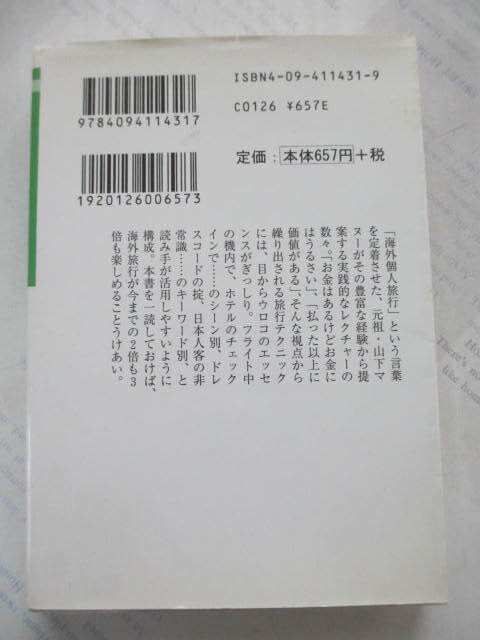 ISBN4-09-411431-9
9784094114317
C0126 ¥657E
定価：本体657円+税
1920126006573
「海外個人旅行」という言葉
を定着させた、元祖・山下マ
ヌーがその豊富な経験から提
案する実践的なレクチャーの
数々。「お金はあるけどお金に
はうるさい」、「払った以上に
価値がある」、そんな視点から
繰り出される旅行テクニック
には、目からウロコのエッセ
ンスがぎっしり。フライト中
の機内で、ホテルのチェック
インで……のシーン別、ドレ
スコードの掟、日本人客の非
常識……のキーワード別、と
読み手が活用しやすいように
構成。本書を一読しておけば、
海外旅行が今までの2倍も3
倍も楽しめることうけあい。